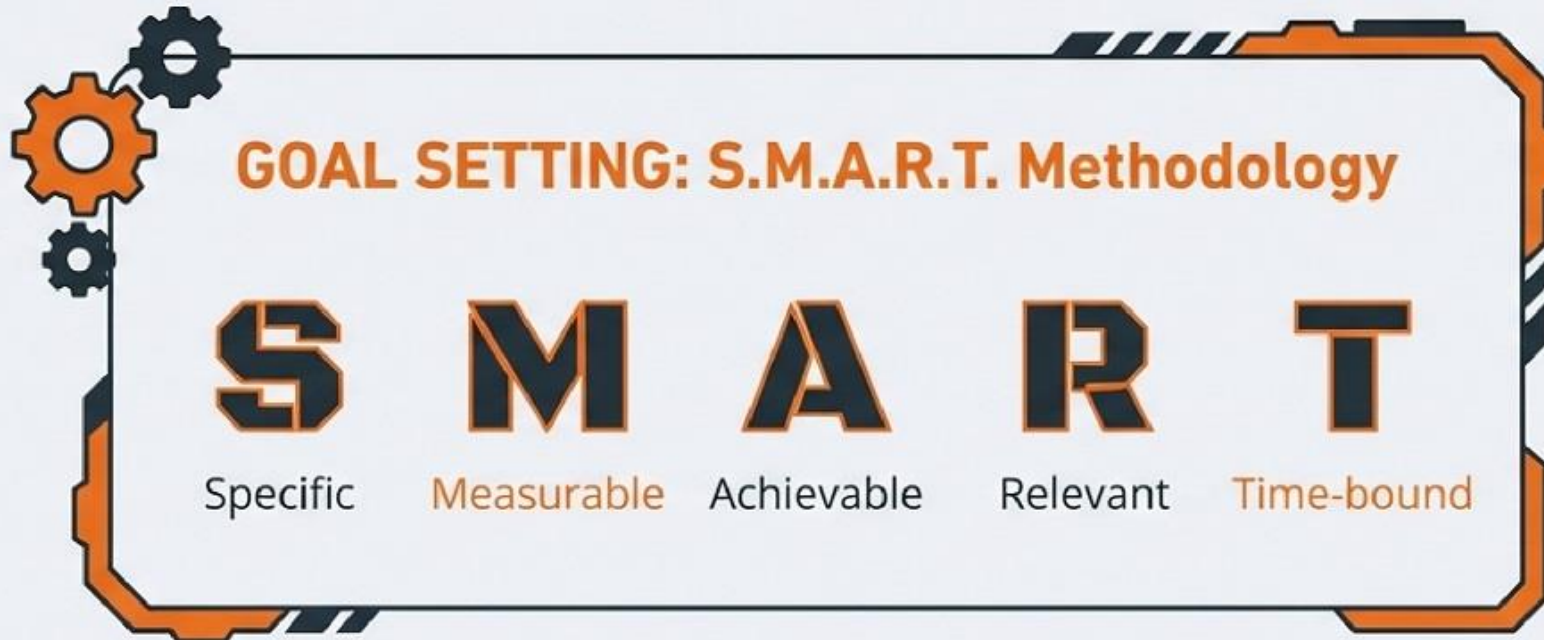 GOAL SETTING: S.M.A.R.T. Methodology
S M A R T
Specific Measurable Achievable Relevant Time-bound